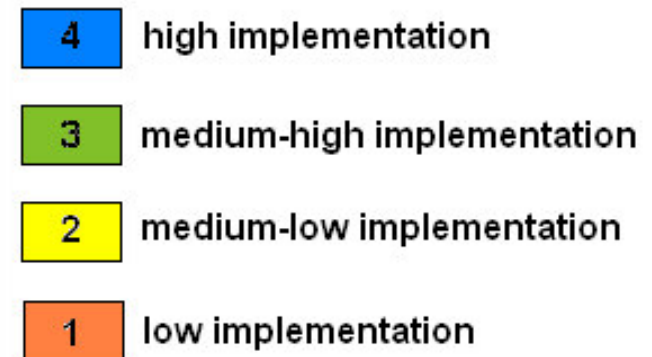 4 high implementation
3 medium-high implementation
2 medium-low implementation
1 low implementation